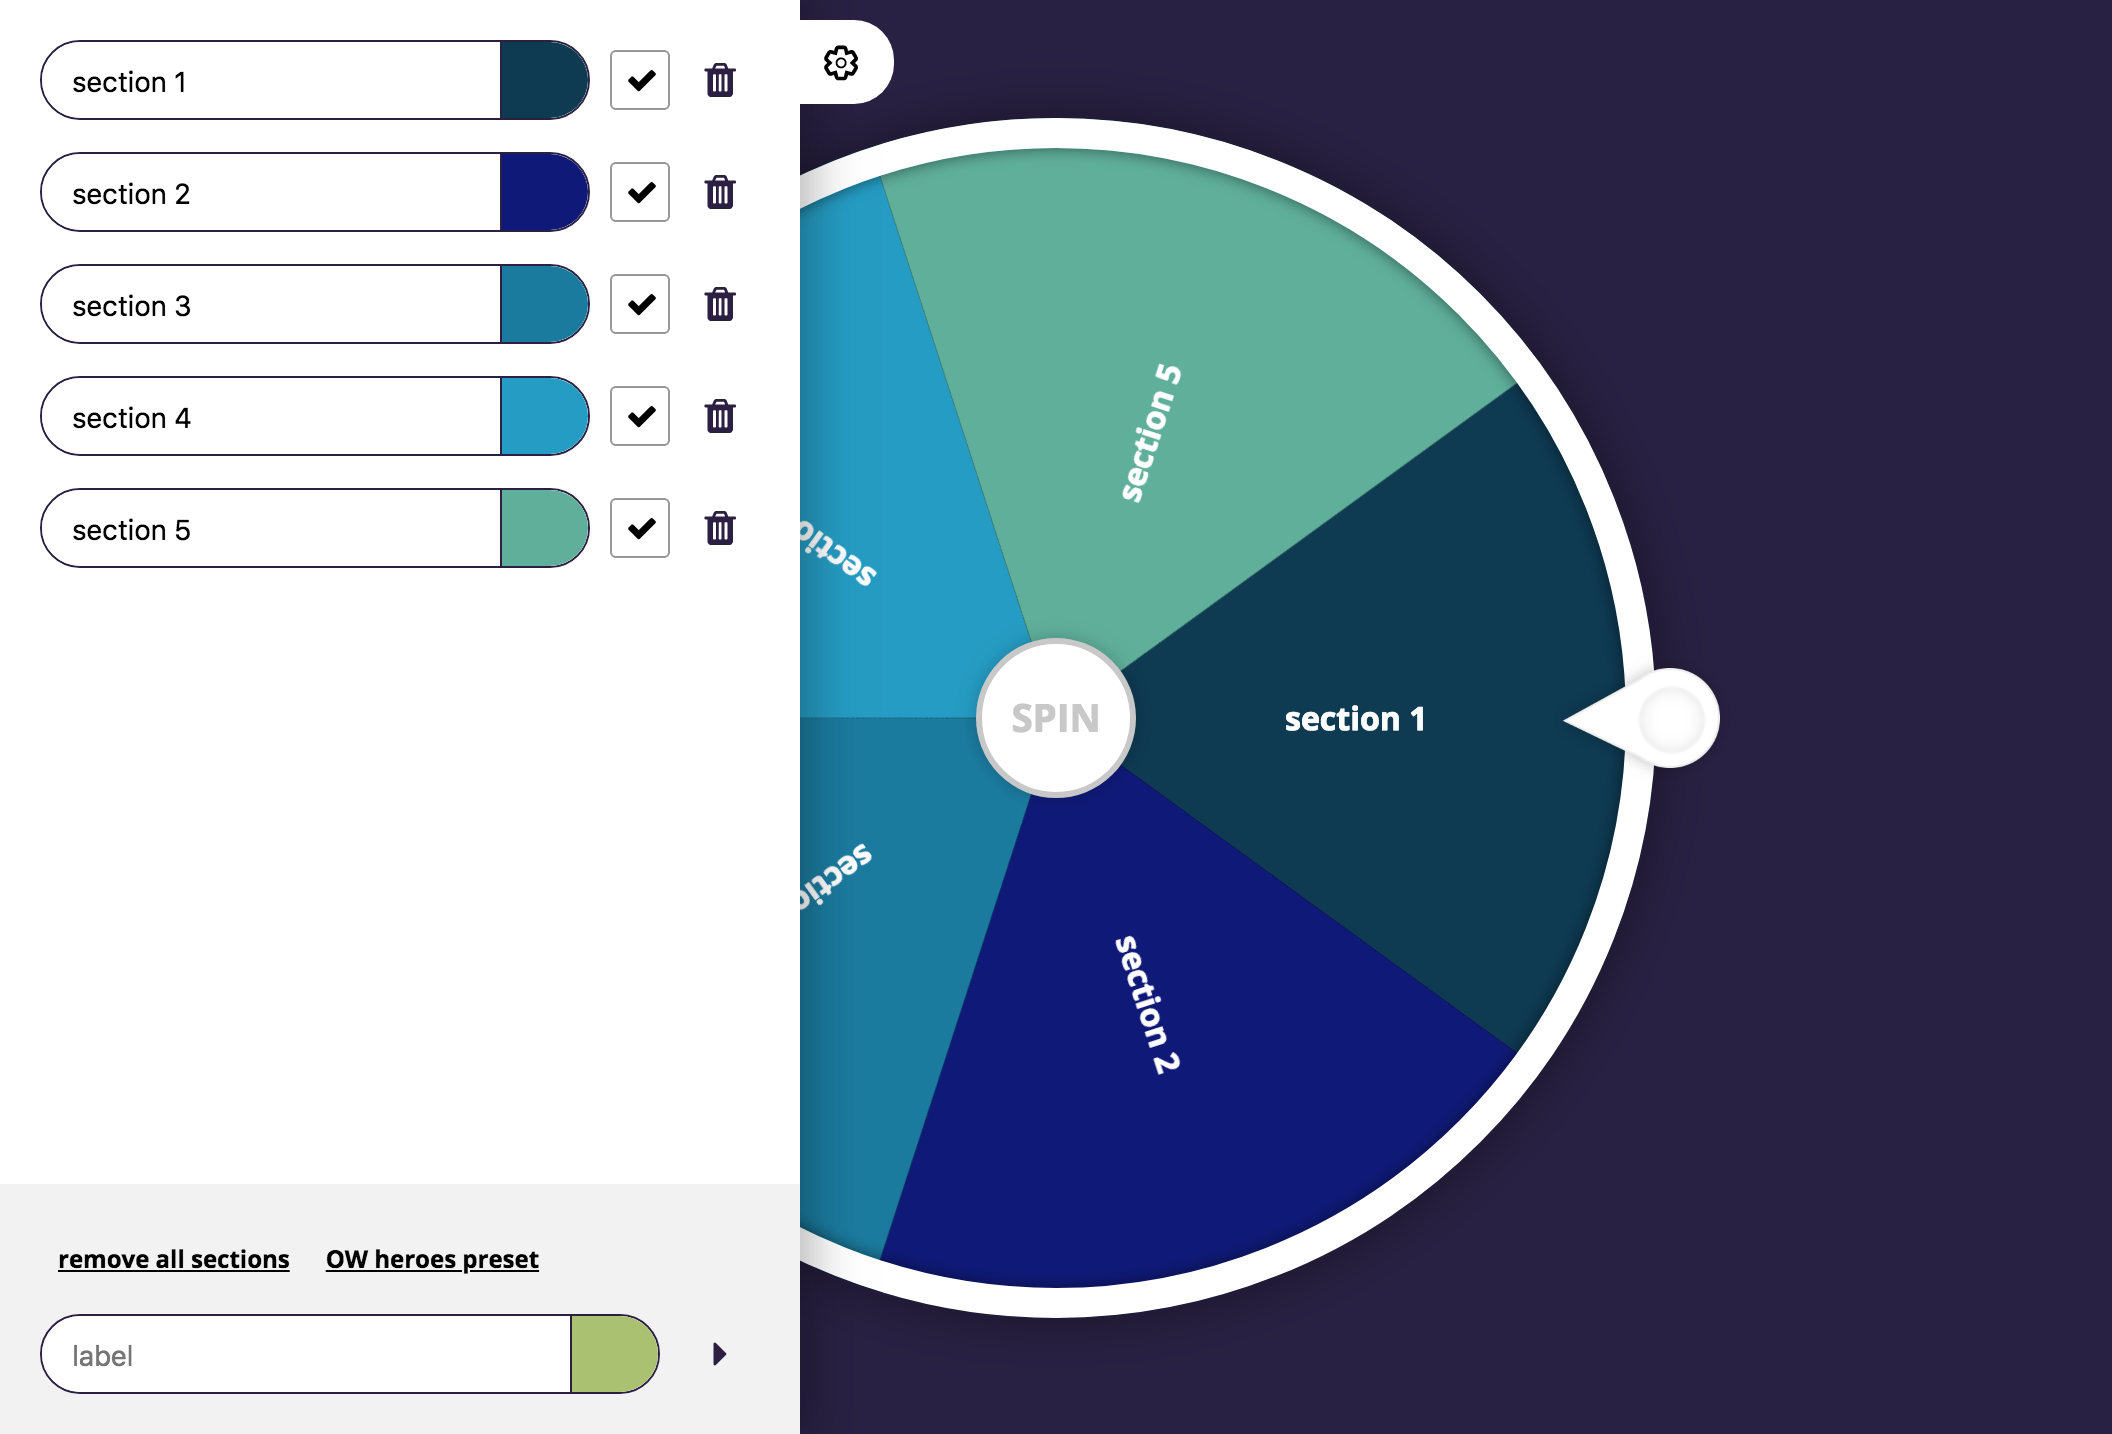 section 1
section 2
section 3
section 4
section 5
remove all sections OW heroes preset
label
section 5
sectio
SPIN
section 1
sectio
section 2